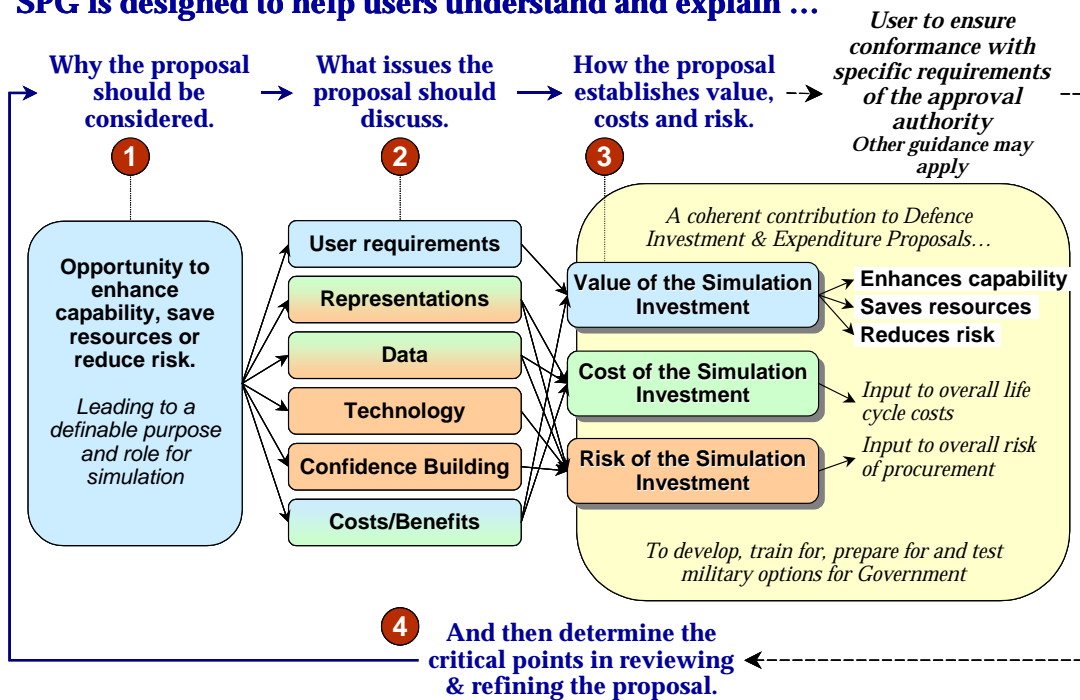 SPG is designed to help users understand and explain …
Why the proposal
should be
considered.
What issues the
proposal should
discuss.
How the proposal
establishes value,
costs and risk.
User to ensure
conformance with
specific requirements
of the approval
authority
Other guidance may
apply
1
2
3
Opportunity to
enhance
capability, save
resources or
reduce risk.
Leading to a
definable purpose
and role for
simulation
User requirements
Representations
Data
Technology
Confidence Building
Costs/Benefits
A coherent contribution to Defence
Investment & Expenditure Proposals…
Value of the Simulation
Investment
Enhances capability
Saves resources
Reduces risk
Cost of the Simulation
Investment
Input to overall life
cycle costs
Risk of the Simulation
Investment
Input to overall risk
of procurement
To develop, train for, prepare for and test
military options for Government
4
And then determine the
critical points in reviewing
& refining the proposal.